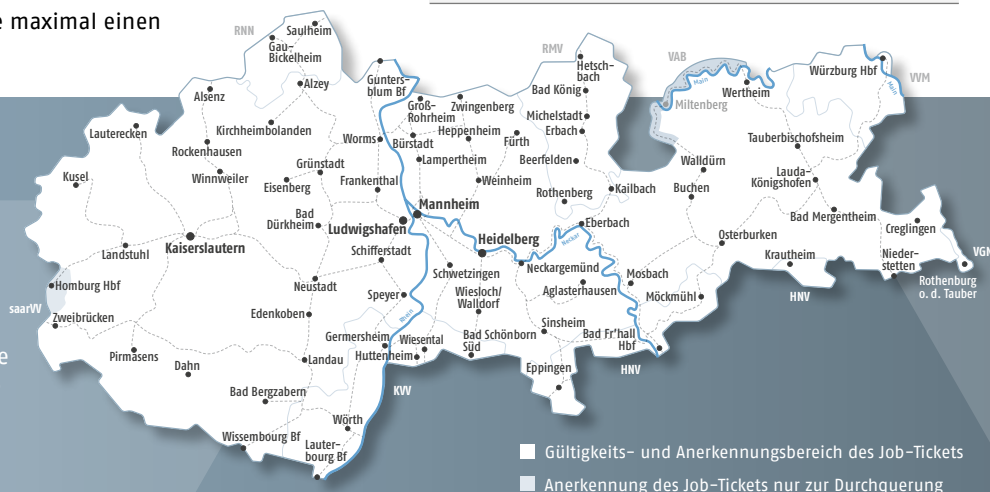 e maximal einen
RNN
Saulheim
Gau-
Bickelheim
RMV
Hetsch-
bach
VAB
Würzburg Hbf
VVM
Alsenz
Alzey
Gunters-
blum Bf
Bad König
Main
Wertheim
Main
Groß-
Rohrheim
Zwingenberg
Miltenberg
Michelstadt
Lauterecken
Kirchheimbolanden
Worms
Bürstadt
Heppenheim
Fürth
Erbach
Tauberbischofsheim
Rockenhausen
Lampertheim
Beerfelden
Walldürn
Grünstadt
Kusel
Winnweiler
Eisenberg
Frankenthal
Weinheim
Rothenberg
Kailbach
Buchen
Lauda-
Königshofen
Bad
Dürkheim
Mannheim
Ludwigshafen
Eberbach
Bad Mergentheim
Creglingen
Kaiserslautern
Heidelberg
Neckar
Osterburken
Landstuhl
Schifferstadt
Neckargemünd
Krautheim
Nieder-
stetten
VGN
Schwetzingen
Mosbach
Rothenburg
o. d. Tauber
Homburg Hbf
Neustadt
Speyer
Wiesloch/
Walldorf
Aglasterhausen
Möckmühl
HNV
saarVV
Zweibrücken
Edenkoben
Rhein
Sinsheim
Germersheim
Wiesental
Bad Schönborn
Süd
Bad Fr'hall
Hbf
e
Pirmasens
Landau
Huttenheim
HNV
Dahn
Eppingen
Bad Bergzabern
KVV
Wörth
Wissembourg Bf
Lauter-
bourg Bf
Gültigkeits- und Anerkennungsbereich des Job-Tickets
Anerkennung des Job-Tickets nur zur Durchquerung